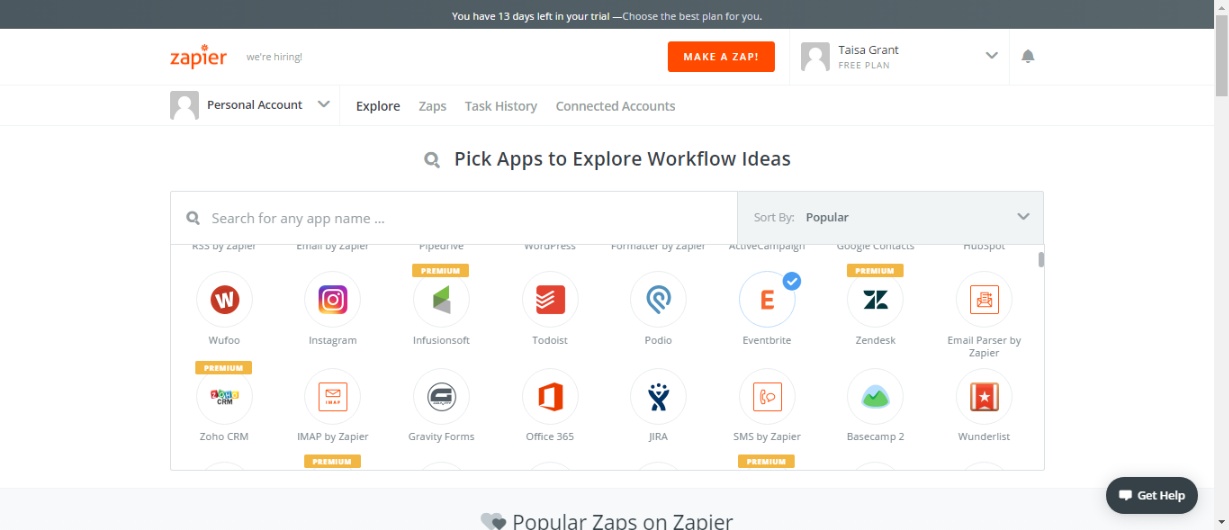 You have 13 days left in your trial —Choose the best plan for you.
zapier we're hiring! MAKE A ZAP! Taisa Grant
FREE PLAN
Personal Account Explore Zaps Task History Connected Accounts
Pick Apps to Explore Workflow Ideas
Search for any app name ... Sort By: Popular
RSS by Zapier Email by Zapier Pipedrive WordPress Formatter by Zapier ActiveCampaign Google Contacts HubSpot
PREMIUM PREMIUM
W E
Wufoo Instagram Infusionsoft Todoist Podio Eventbrite Zendesk Email Parser by
Zapier
PREMIUM
ZOHO
CRM IMAP
Zoho CRM IMAP by Zapier Gravity Forms Office 365 JIRA SMS by Zapier Basecamp 2 Wunderlist
PREMIUM PREMIUM
Get Help
Popular Zaps on Zapier